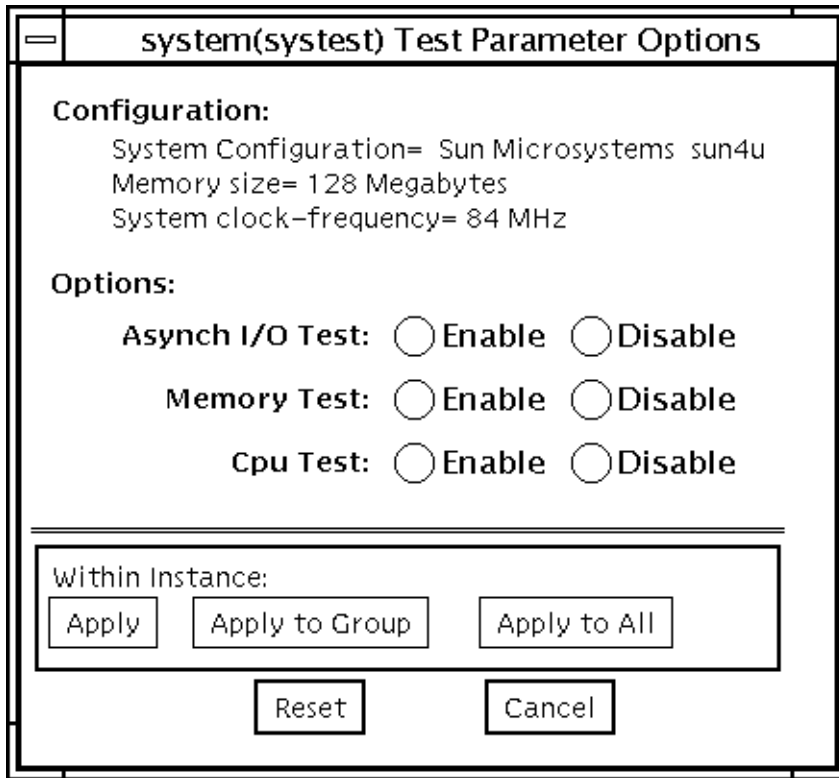 system(systest) Test Parameter Options
Configuration:
System Configuration= Sun Microsystems sun4u
Memory size= 128 Megabytes
System clock-frequency= 84 MHz
Options:
Asynch I/O Test: Enable Disable
Memory Test: Enable Disable
Cpu Test: Enable Disable
Within Instance:
Apply Apply to Group Apply to All
Reset Cancel